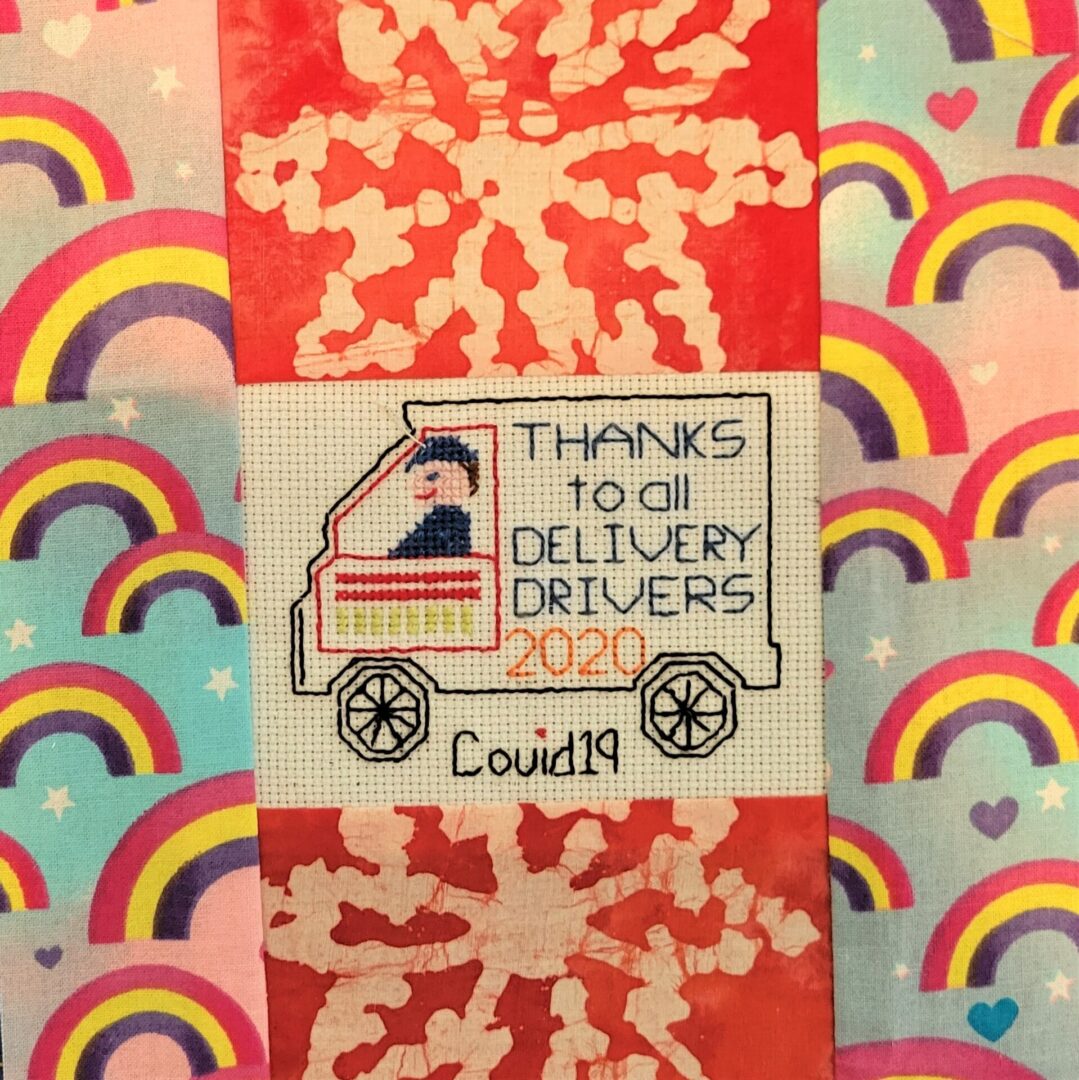 THANKS
to all
DELIVERY
DRIVERS
2020
Covid19